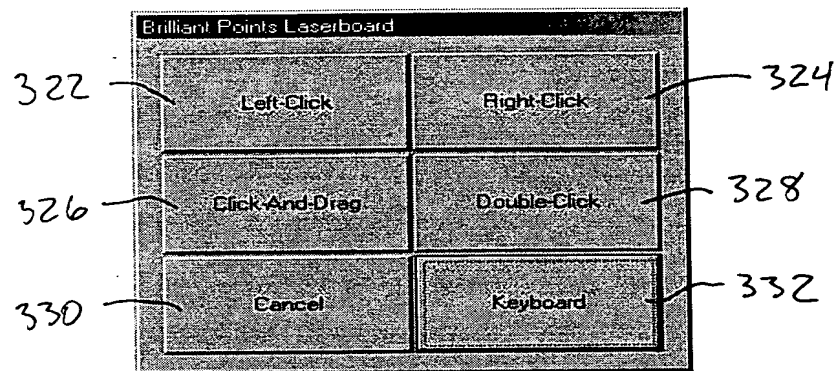 Brilliant Points Laserboard
322 Left-Click Right-Click 324
326 Click-And-Drag Double-Click 328
330 Cancel Keyboard 332